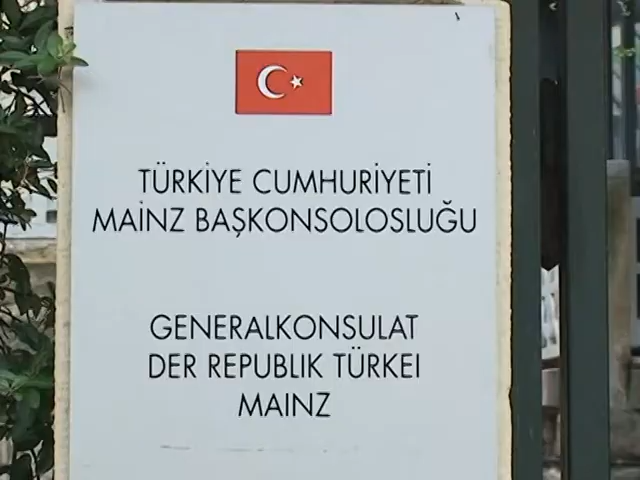 TÜRKİYE CUMHURİYETİ
MAİNZ BAŞKONSOLOSLUĞU
GENERALKONSULAT
DER REPUBLIK TÜRKEI
MAINZ